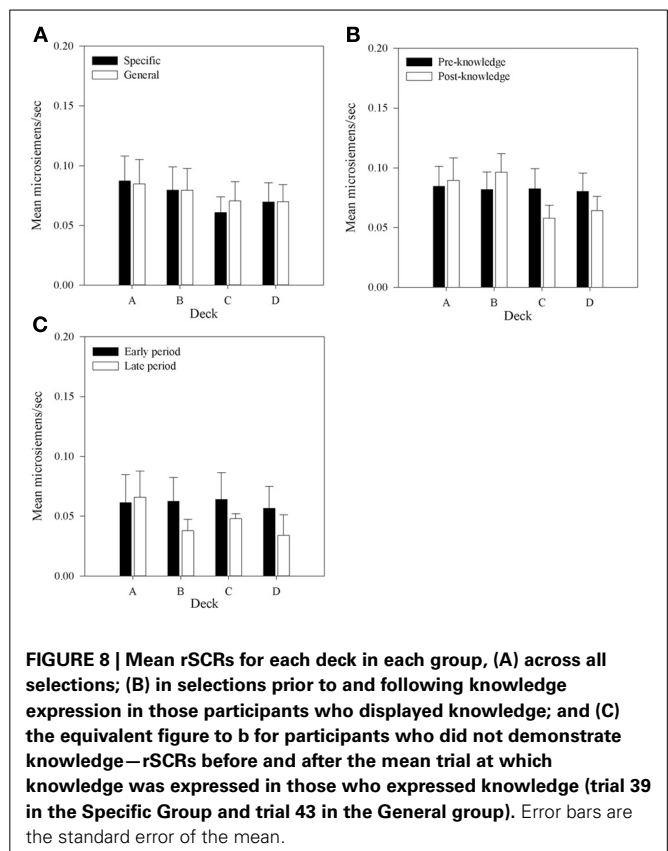 A
0.20
0.15
0.10
0.05
0.00
Mean microsiemens/sec
Specific
General
A B C D
Deck
B
0.20
0.15
0.10
0.05
0.00
Mean microsiemens/sec
Pre-knowledge
Post-knowledge
A B C D
Deck
C
0.20
0.15
0.10
0.05
0.00
Mean microsiemens/sec
Early period
Late period
A B C D
Deck
FIGURE 8 | Mean rSCRs for each deck in each group, (A) across all
selections; (B) in selections prior to and following knowledge
expression in those participants who displayed knowledge; and (C)
the equivalent figure to b for participants who did not demonstrate
knowledge—rSCRs before and after the mean trial at which
knowledge was expressed in those who expressed knowledge (trial 39
in the Specific Group and trial 43 in the General group). Error bars are
the standard error of the mean.